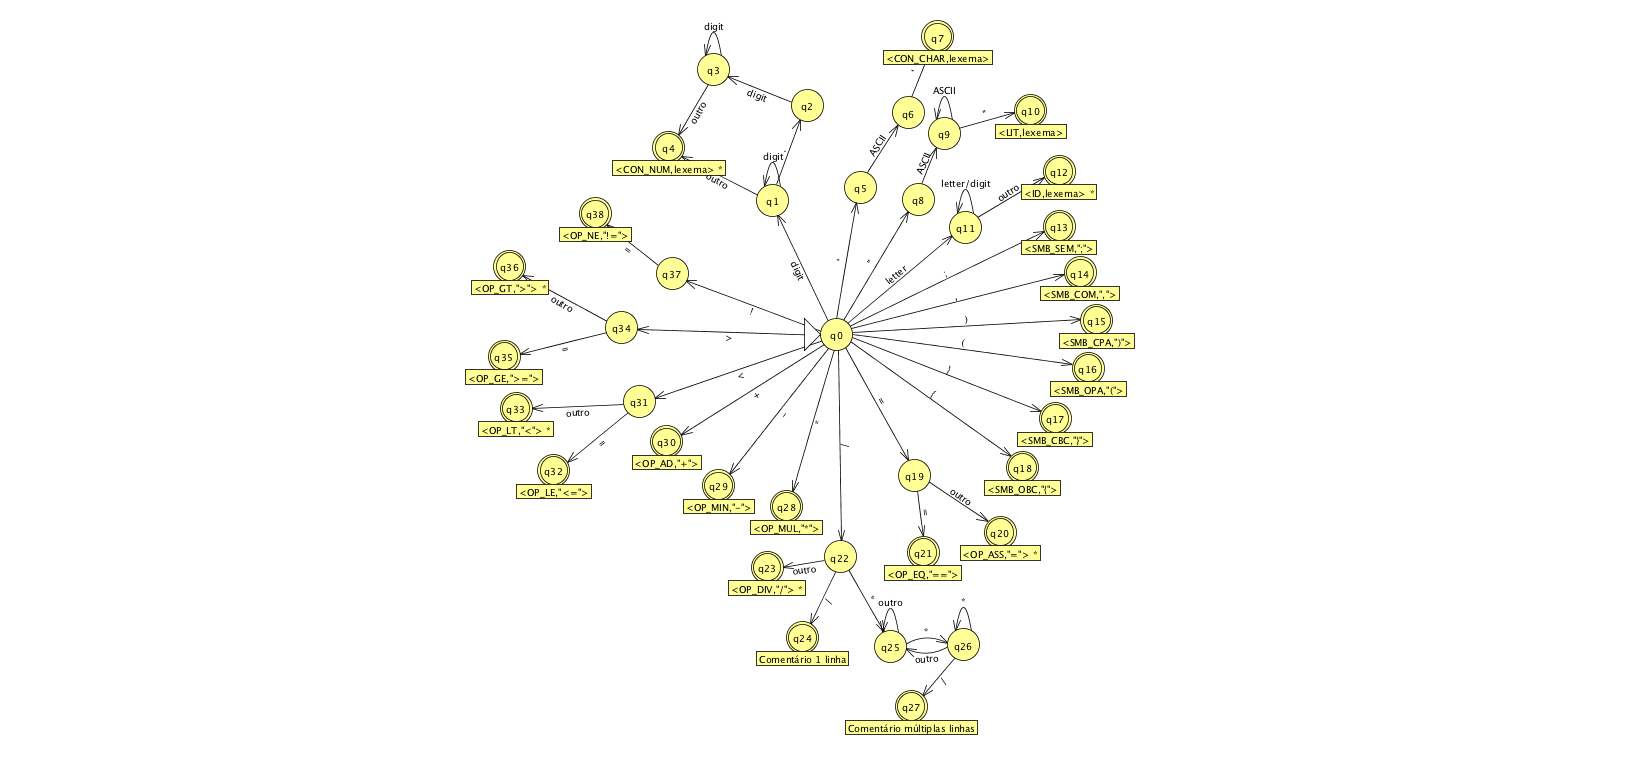 digit
q7
<CON_CHAR,lexema>
q3
'
ASCII
digit
q2
q10
"
<LIT,lexema>
q6
q9
outro
q4
<CON_NUM,lexema> *
.
digit
outro
ASCII
ASCII
letter/digit
q12
<ID,lexema> *
outro
q5
q8
q1
q38
<OP_NE,"!=">
=
q11
q13
<SMB_SEM,";">
q36
<OP_GT,">"> *
outro
q37
digit
'
"
letter
;
q14
<SMB_COM,",">
!
,
q34
q0
)
q15
<SMB_CPA,")">
>
(
=
q35
<OP_GE,">=">
q16
<SMB_OPA,"(">
<
}
q33
outro
<OP_LT,"<"> *
q31
+
-
*
/
=
{
q17
<SMB_CBC,"}">
=
q30
<OP_AD,"+">
q32
<OP_LE,"<=">
q29
<OP_MIN,"-">
q18
<SMB_OBC,"{">
q19
outro
=
q28
<OP_MUL,"*">
q20
<OP_ASS,"="> *
q21
<OP_EQ,"==">
q22
q23
outro
<OP_DIV,"/"> *
/
*
outro
*
q24
Comentário 1 linha
q25
*
outro
q26
/
q27
Comentário múltiplas linhas